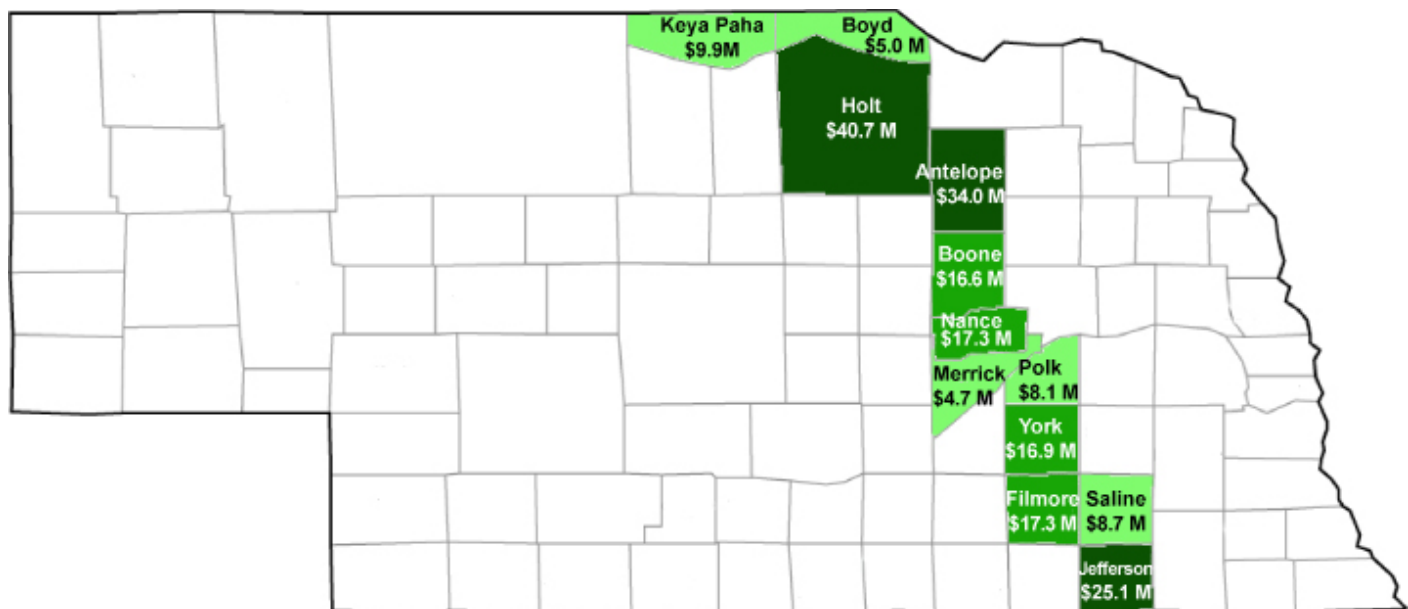 Keya Paha
$9.9M
Boyd
$5.0 M
Holt
$40.7 M
Antelope
$34.0 M
Boone
$16.6 M
Nance
$17.3 M
Merrick
$4.7 M
Polk
$8.1 M
York
$16.9 M
Filmore
$17.3 M
Saline
$8.7 M
Jefferson
$25.1 M